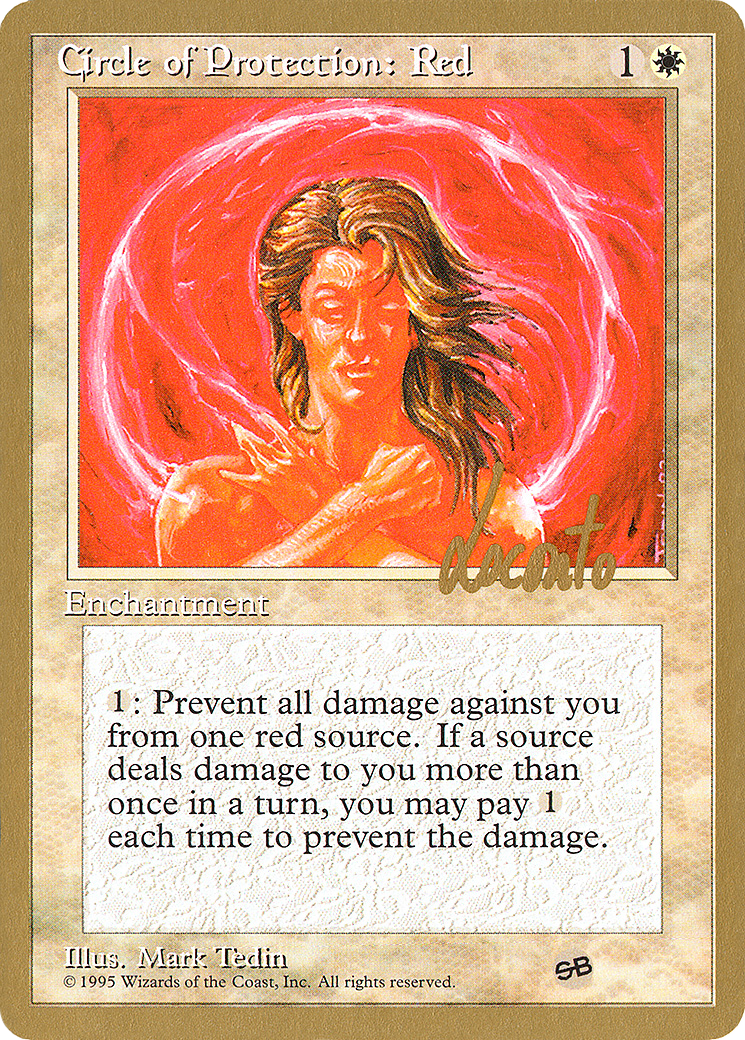 Circle of Protection: Red 1
Loconto
Enchantment
1: Prevent all damage against you
from one red source. If a source
deals damage to you more than
once in a turn, you may pay 1
each time to prevent the damage.
Illus. Mark Tedin
SB
© 1995 Wizards of the Coast, Inc. All rights reserved.